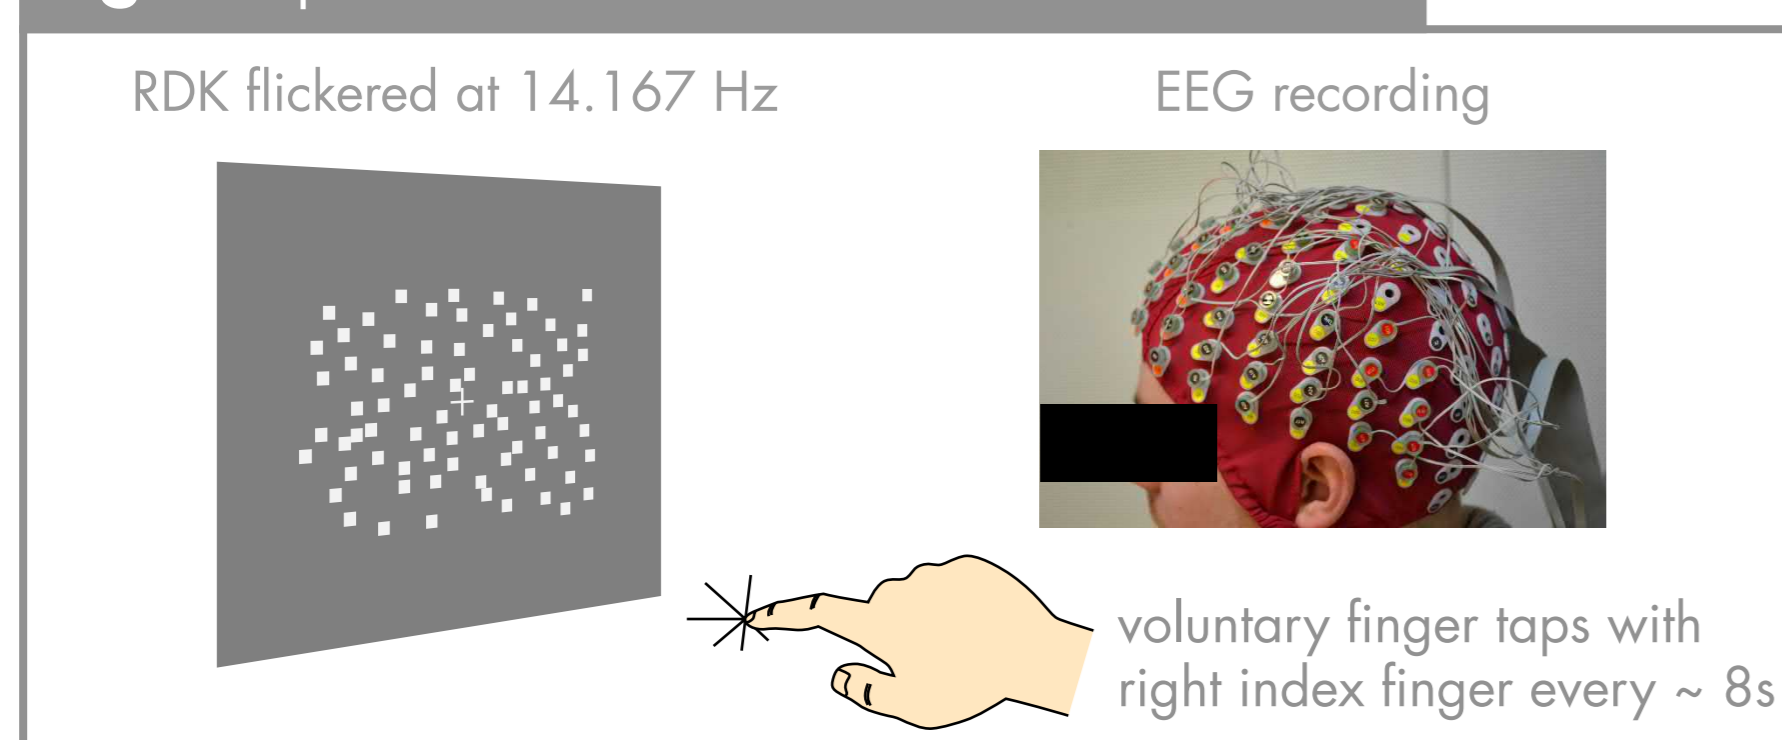 RDK flickered at 14.167 Hz
EEG recording
voluntary finger taps with
right index finger every ~ 8s